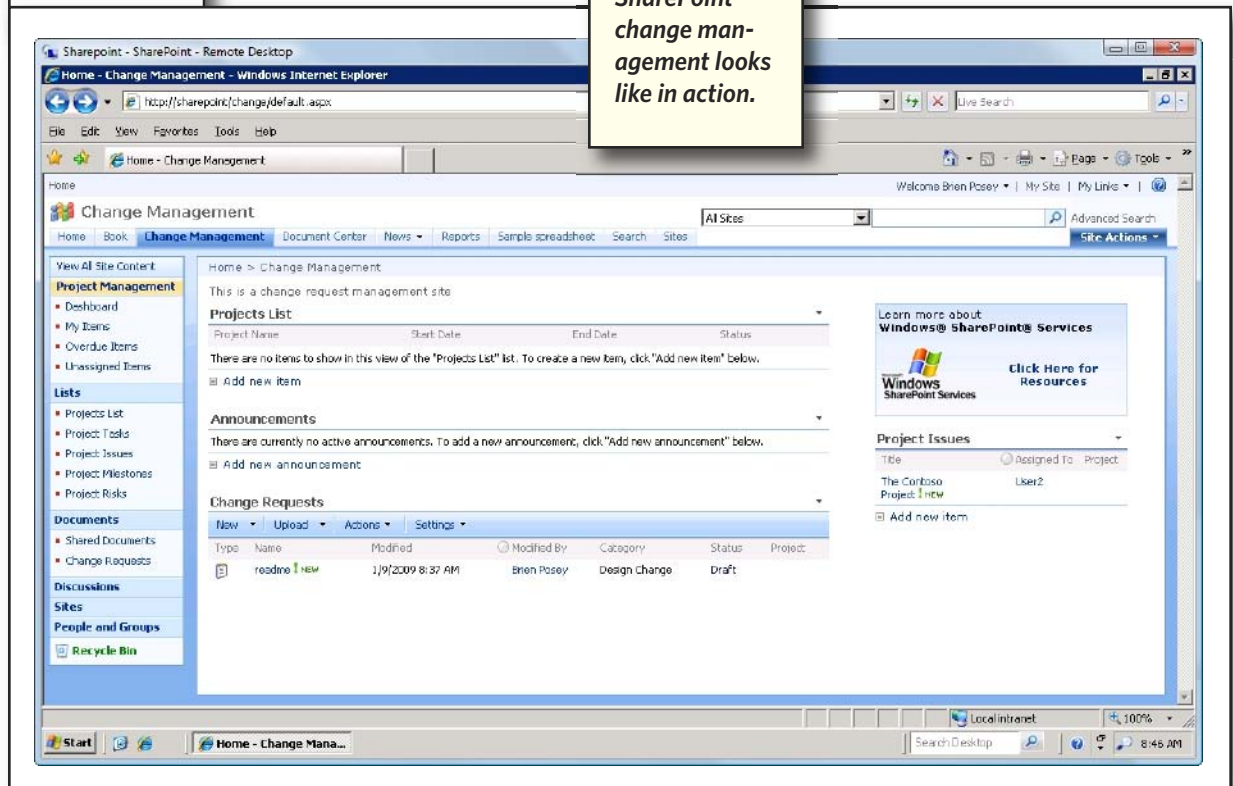 SharePoint
change man-
agement looks
like in action.
Sharepoint - SharePoint - Remote Desktop
Home - Change Management - Windows Internet Explorer
http://sharepoint/change/default.aspx
Live Search
File Edit View Favorites Tools Help
Home - Change Management
Page Tools
Home
Welcome Brien Posey | My Site | My Links |
Change Management
All Sites
Advanced Search
Home Book Change Management Document Center News Reports Sample spreadsheet Search Sites
Site Actions
View All Site Content
Project Management
Dashboard
My Items
Overdue Items
Unassigned Items
Lists
Projects List
Project Tasks
Project Issues
Project Milestones
Project Risks
Documents
Shared Documents
Change Requests
Discussions
Sites
People and Groups
Recycle Bin
Home > Change Management
This is a change request management site
Projects List
Project Name Start Date End Date Status
There are no items to show in this view of the "Projects List" list. To create a new item, click "Add new item" below.
Add new item
Announcements
There are currently no active announcements. To add a new announcement, click "Add new announcement" below.
Add new announcement
Change Requests
New Upload Actions Settings
Type Name Modified Modified By Category Status Project
readme ! NEW 1/9/2009 8:37 AM Brien Posey Design Change Draft
Learn more about
Windows® SharePoint® Services
Windows
SharePoint Services
Click Here for
Resources
Project Issues
Title Assigned To Project
The Contoso User2
Project ! NEW
Add new item
Local intranet 100%
Start
Home - Change Mana...
Search Desktop
8:46 AM